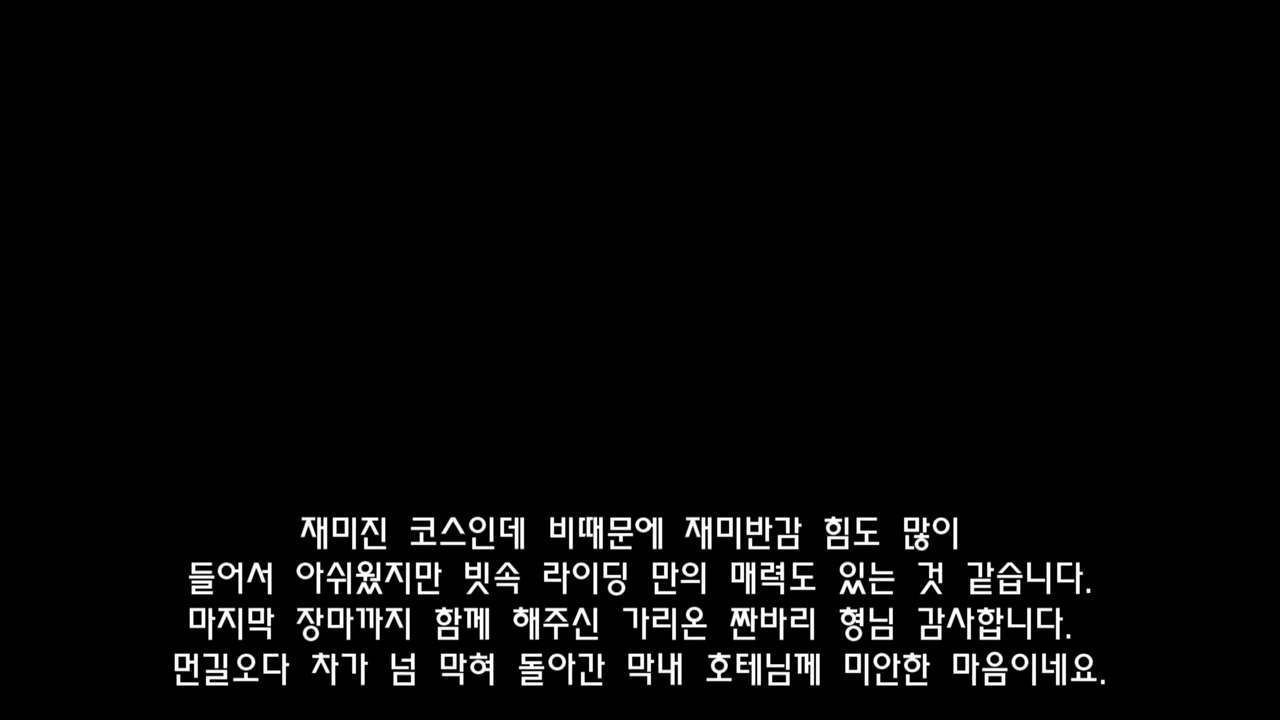 재미진 코스인데 비때문에 재미반감 힘도 많이
들어서 아쉬웠지만 빗속 라이딩 만의 매력도 있는 것 같습니다.
마지막 장마까지 함께 해주신 가리온 짠바리 형님 감사합니다.
먼길오다 차가 넘 막혀 돌아간 막내 호테님께 미안한 마음이네요.